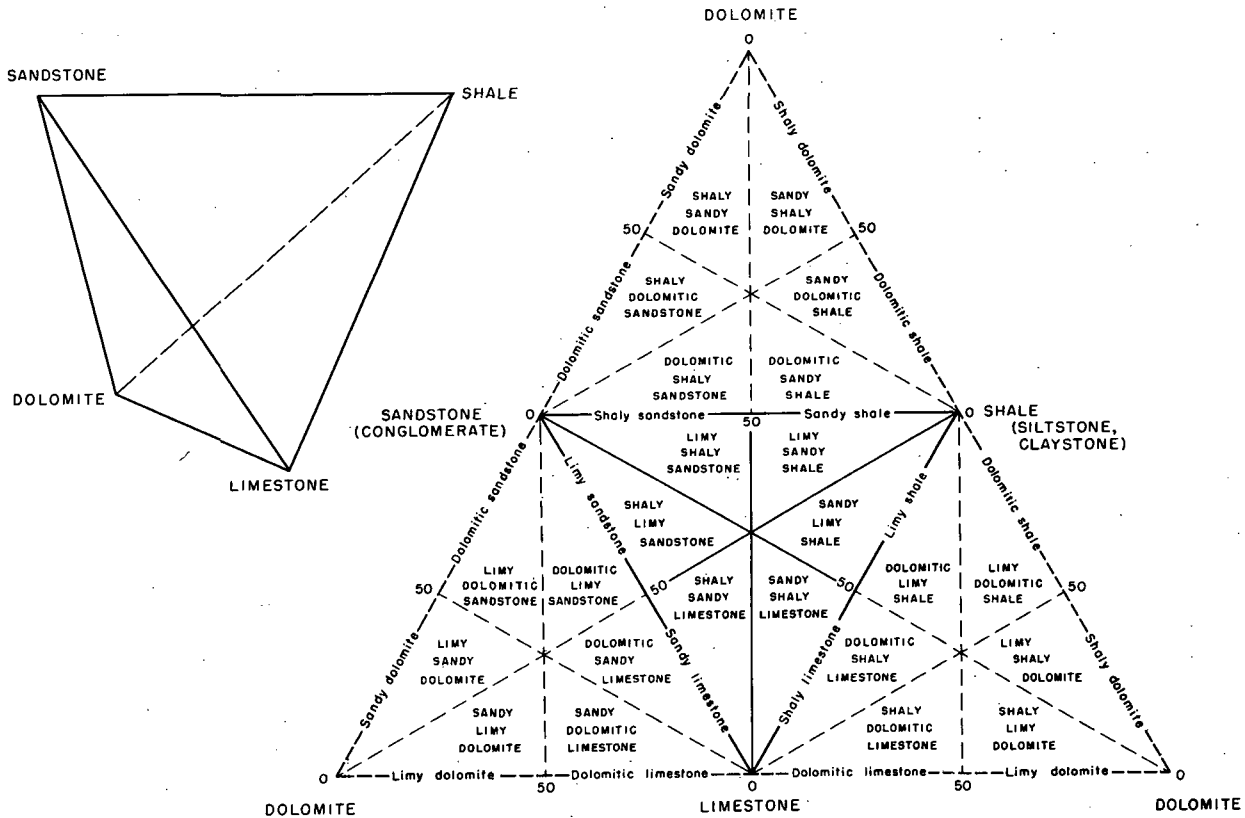 SANDSTONE
SHALE
DOLOMITE
LIMESTONE
DOLOMITE
0
Sandy dolomite
Shaly dolomite
SHALY
SANDY
DOLOMITE
SANDY
SHALY
DOLOMITE
50
50
SHALY
DOLOMITIC
SANDSTONE
SANDY
DOLOMITIC
SHALE
Dolomitic sandstone
Dolomitic shale
DOLOMITIC
SHALY
SANDSTONE
DOLOMITIC
SANDY
SHALE
SANDSTONE
(CONGLOMERATE)
0
Shaly sandstone
50
Sandy shale
0
SHALE
(SILTSTONE,
CLAYSTONE)
LIMY
SHALY
SANDSTONE
LIMY
SANDY
SHALE
Dolomitic sandstone
Limy sandstone
Limy shale
Dolomitic shale
SHALY
LIMY
SANDSTONE
SANDY
LIMY
SHALE
LIMY
DOLOMITIC
SANDSTONE
DOLOMITIC
LIMY
SANDSTONE
SHALY
SANDY
LIMESTONE
SANDY
SHALY
LIMESTONE
DOLOMITIC
LIMY
SHALE
LIMY
DOLOMITIC
SHALE
50
50
50
50
Sandy dolomite
Sandy limestone
Shaly limestone
Shaly dolomite
LIMY
SANDY
DOLOMITE
DOLOMITIC
SANDY
LIMESTONE
DOLOMITIC
SHALY
LIMESTONE
LIMY
SHALY
DOLOMITE
SANDY
LIMY
DOLOMITE
SANDY
DOLOMITIC
LIMESTONE
SHALY
DOLOMITIC
LIMESTONE
SHALY
LIMY
DOLOMITE
0
Limy dolomite
50
Dolomitic limestone
0
Dolomitic limestone
50
Limy dolomite
0
DOLOMITE
LIMESTONE
DOLOMITE